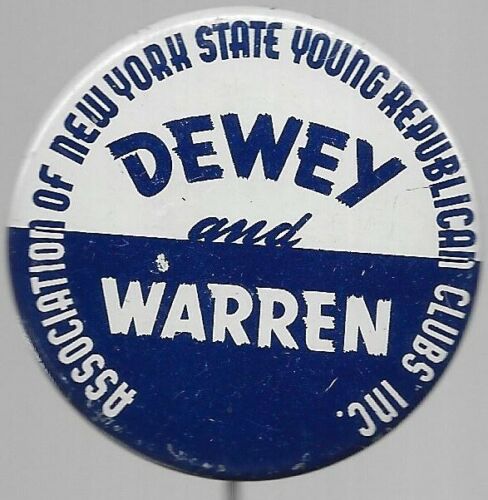 ASSOCIATION OF NEW YORK STATE YOUNG REPUBLICAN CLUBS INC.
DEWEY
and
WARREN